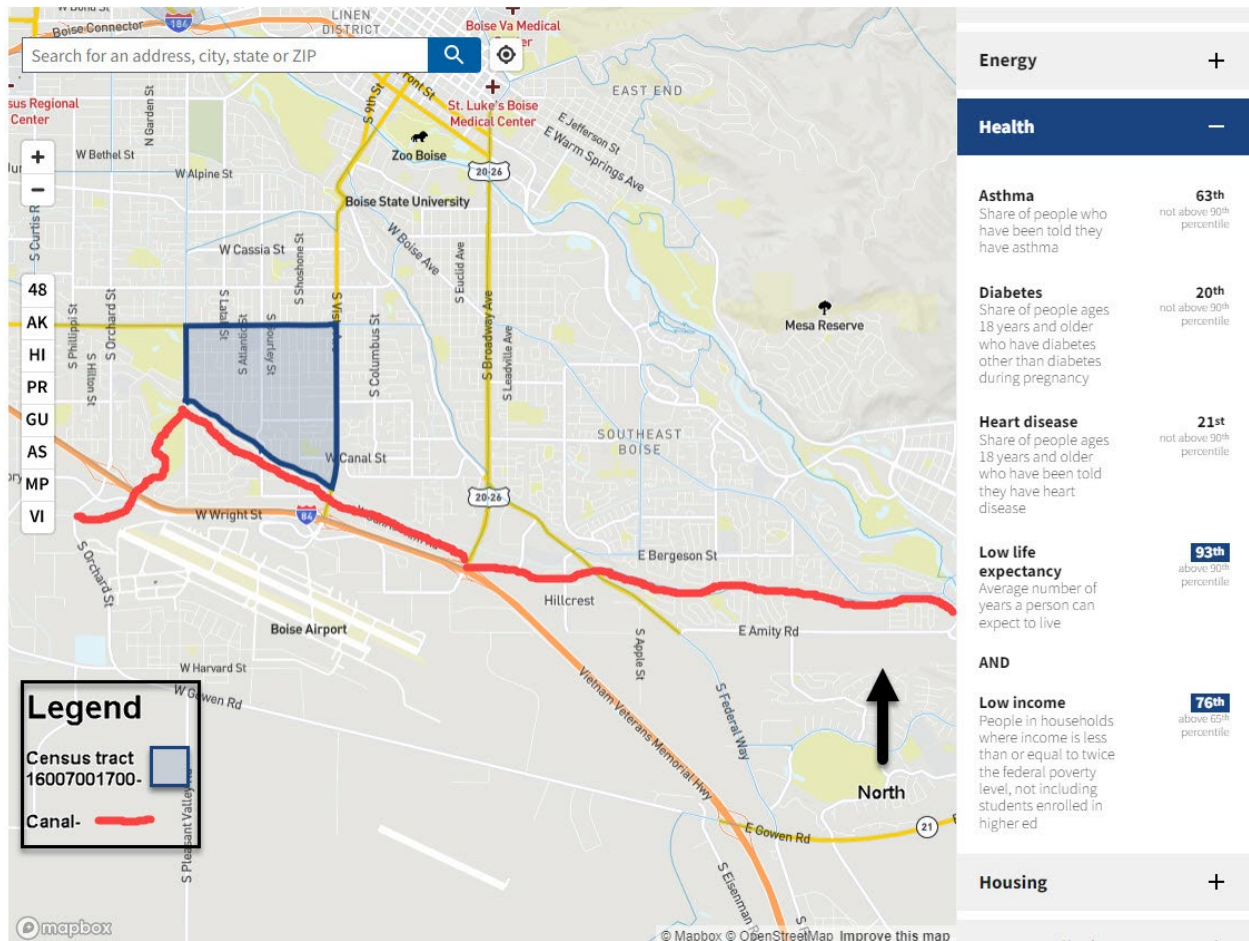 W Bond St
LINEN
DISTRICT
Boise Connector
184
Boise Va Medical
Search for an address, city, state or ZIP
Front St
S 9th St
St. Luke's Boise
Medical Center
EAST END
sus Regional
Center
N Garden St
E Jefferson St
E Warm Springs Ave
Zoo Boise
+
−
W Bethel St
W Alpine St
20-26
Boise State University
S Curtis R
W Cassia St
S Shoshone St
W Boise Ave
S Euclid Ave
48
AK
HI
PR
GU
AS
MP
VI
S Phillippi St
S Hilton St
S Orchard St
S Latah St
S Atlantic St
S Gourley St
S Columbus St
S Broadway Ave
S Leadville Ave
Mesa Reserve
SOUTHEAST
BOISE
W Canal St
20-26
W Wright St
84
E Bergeson St
S Orchard St
Hillcrest
Boise Airport
S Apple St
E Amity Rd
W Harvard St
W Gowen Rd
S Federal Way
Vietnam Veterans Memorial Hwy
North
E Gowen Rd
21
S Eisenman Rd
S Pleasant Valley Rd
Legend
Census tract
16007001700-
Canal-
mapbox
© Mapbox © OpenStreetMap Improve this map
Energy +
Health −
Asthma 63rd
Share of people who
have been told they
have asthma
not above 90th
percentile
Diabetes 20th
Share of people ages
18 years and older
who have diabetes
other than diabetes
during pregnancy
not above 90th
percentile
Heart disease 21st
Share of people ages
18 years and older
who have been told
they have heart
disease
not above 90th
percentile
Low life
expectancy 93th
Average number of
years a person can
expect to live
above 90th
percentile
AND
Low income 76th
People in households
where income is less
than or equal to twice
the federal poverty
level, not including
students enrolled in
higher ed
above 65th
percentile
Housing +